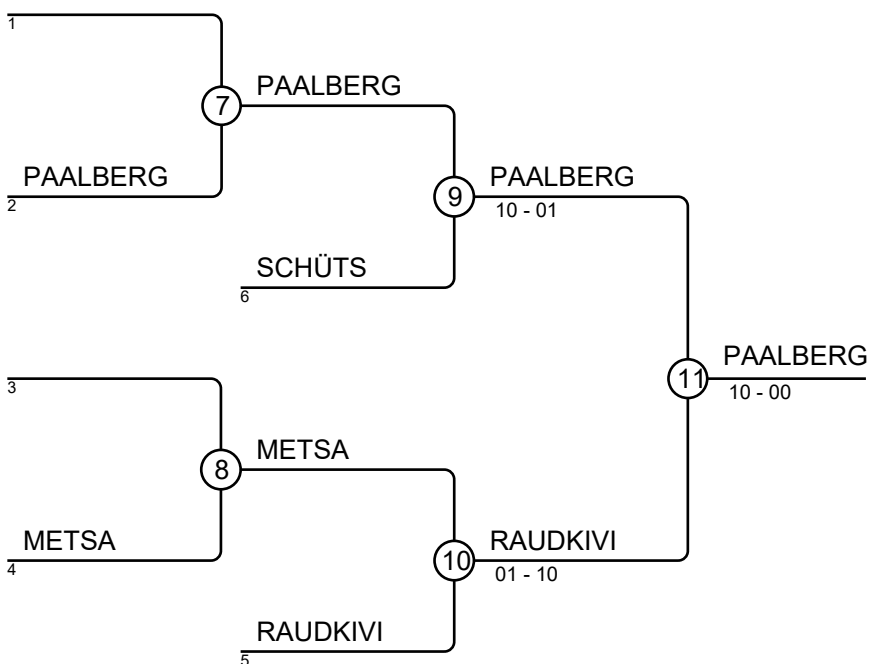 1
PAALBERG
7
PAALBERG
2
PAALBERG
9
10 - 01
SCHÜTS
6
3
PAALBERG
11
10 - 00
METSA
8
METSA
4
RAUDKIVI
10
01 - 10
RAUDKIVI
5